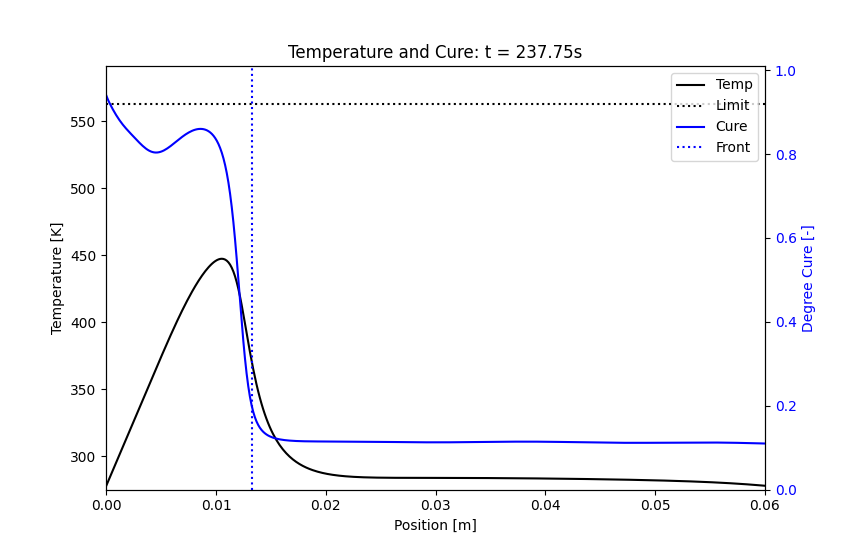 Temperature and Cure: t = 237.75s
Temp
Limit
Cure
Front
550
500
450
400
350
300
Temperature [K]
1.0
0.8
0.6
0.4
0.2
0.0
Degree Cure [-]
0.00 0.01 0.02 0.03 0.04 0.05 0.06
Position [m]